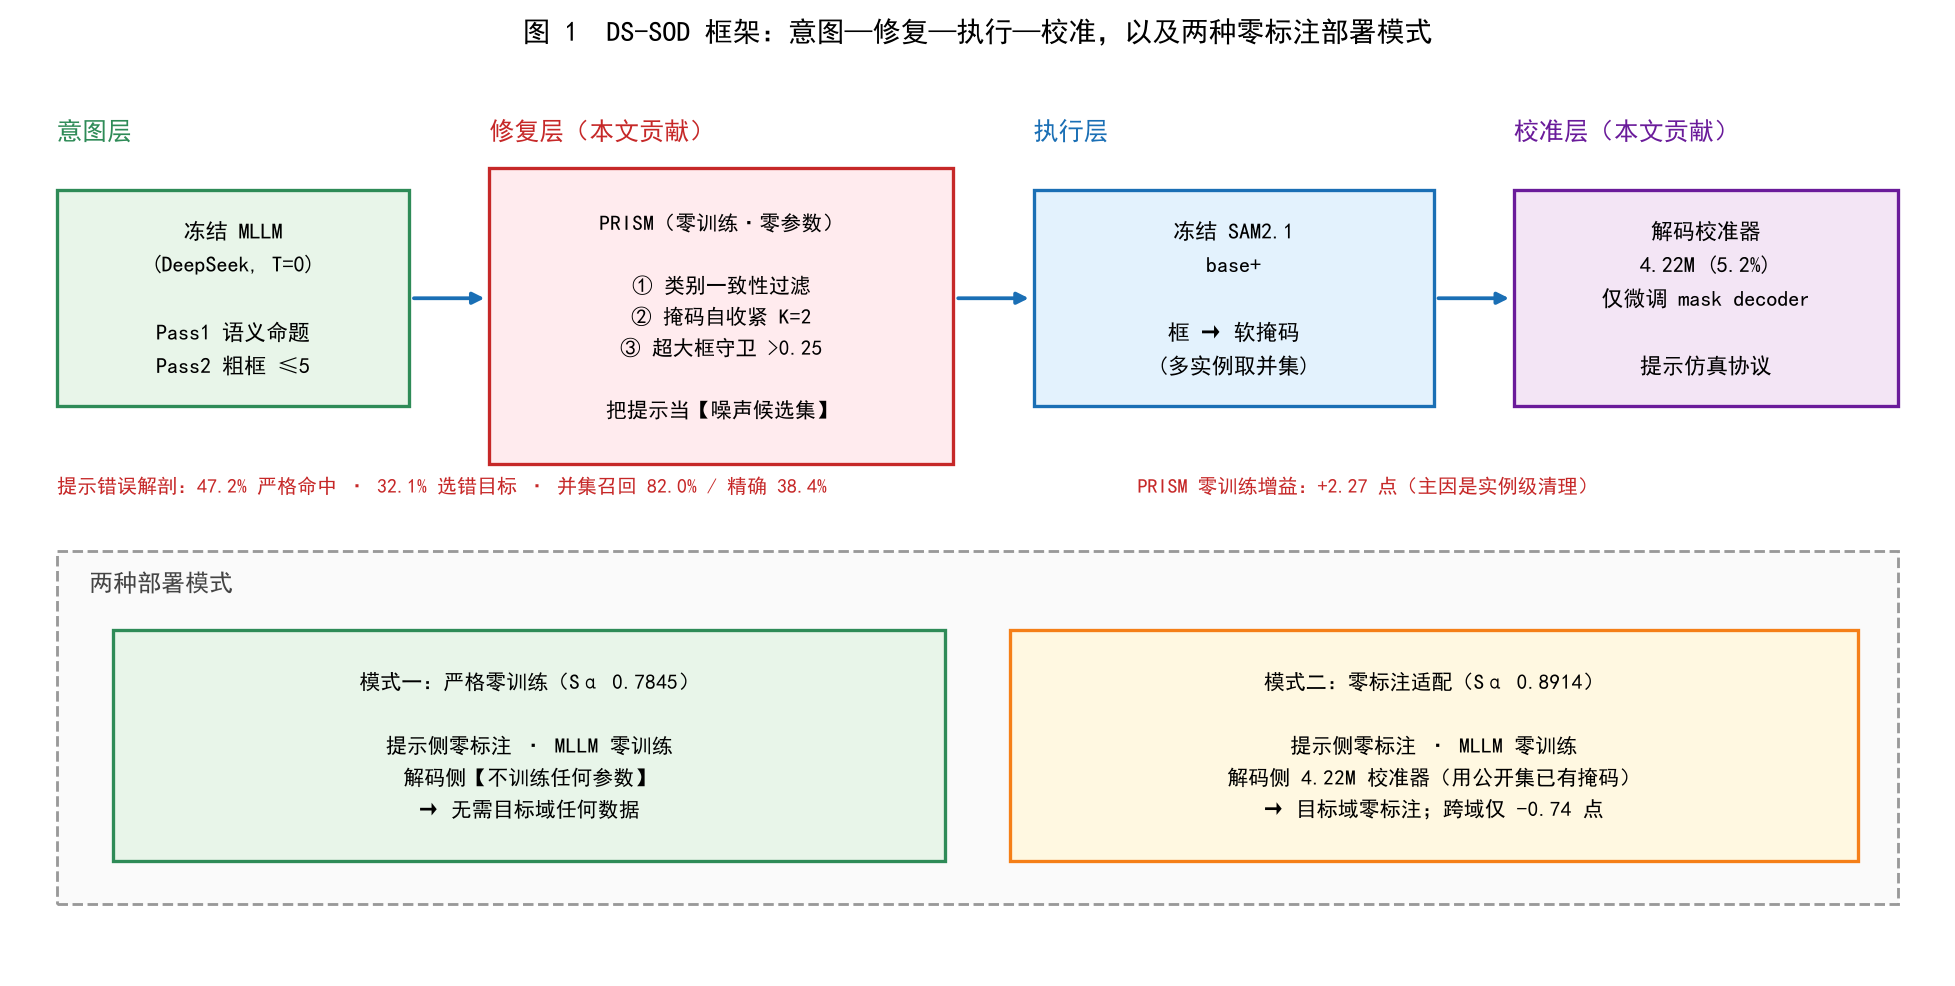 图 1  DS-SOD 框架：意图—修复—执行—校准，以及两种零标注部署模式
意图层
冻结 MLLM
(DeepSeek, T=0)
Pass1 语义命题
Pass2 粗框 ≤5
修复层（本文贡献）
PRISM（零训练·零参数）
① 类别一致性过滤
② 掩码自收紧 K=2
③ 超大框守卫 >0.25
把提示当【噪声候选集】
执行层
冻结 SAM2.1
base+
框 → 软掩码
(多实例取并集)
校准层（本文贡献）
解码校准器
4.22M (5.2%)
仅微调 mask decoder
提示仿真协议
提示错误解剖：47.2% 严格命中 · 32.1% 选错目标 · 并集召回 82.0% / 精确 38.4%
PRISM 零训练增益：+2.27 点（主因是实例级清理）
两种部署模式
模式一：严格零训练（Sα 0.7845）
提示侧零标注 · MLLM 零训练
解码侧【不训练任何参数】
→ 无需目标域任何数据
模式二：零标注适配（Sα 0.8914）
提示侧零标注 · MLLM 零训练
解码侧 4.22M 校准器（用公开集已有掩码）
→ 目标域零标注；跨域仅 -0.74 点